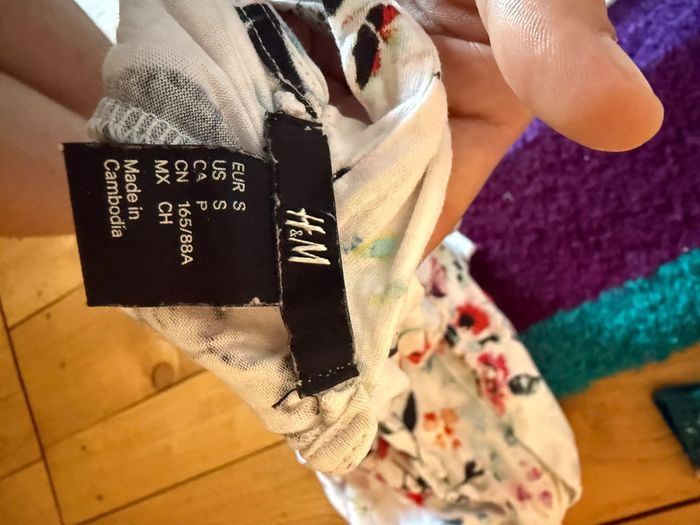 H&M
EUR S
US S
CA P
CN 165/88A
MX CH
Made in
Cambodia